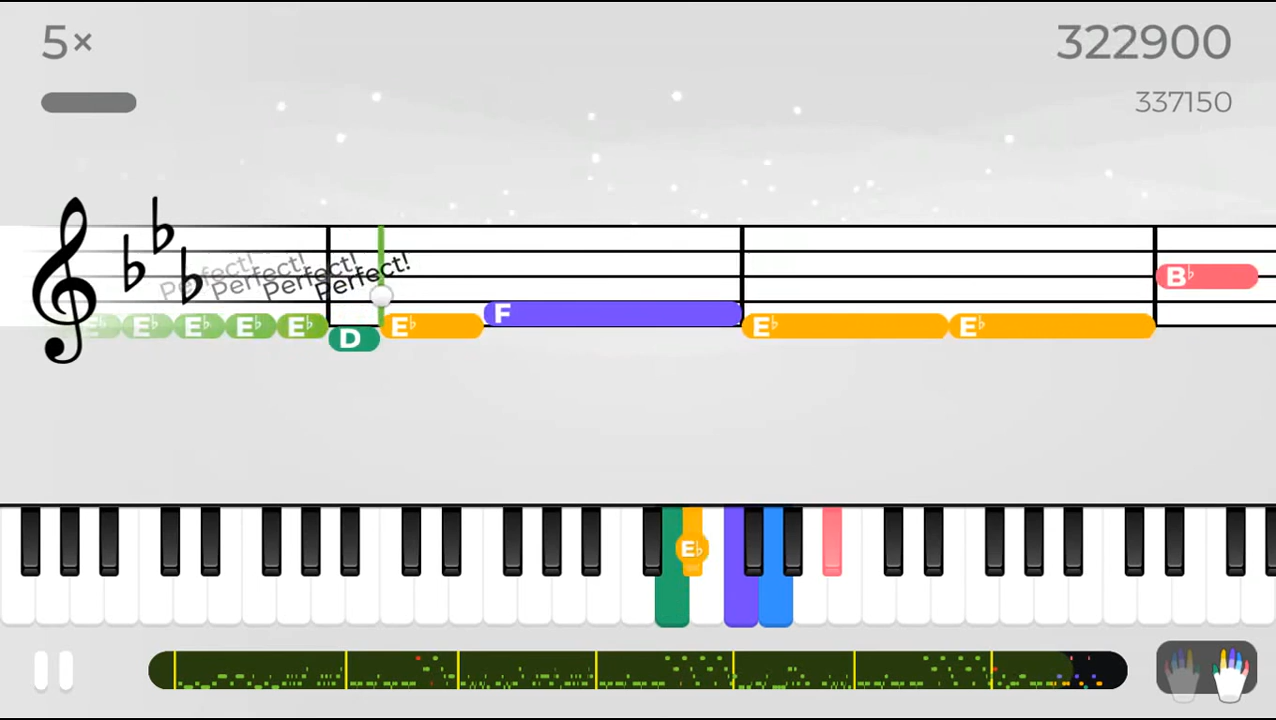 5×
322900
337150
Perfect! Perfect! Perfect! Perfect!
B♭
F
E♭ E♭ E♭ E♭ E♭ D E♭ E♭ E♭
E♭